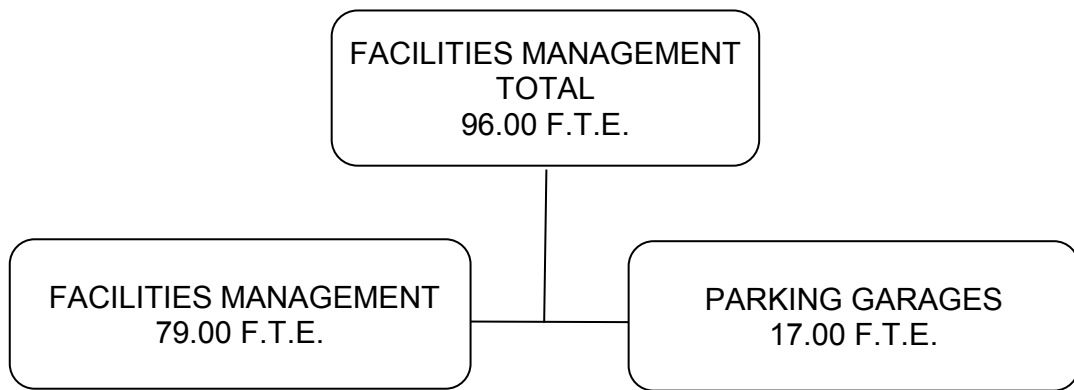 FACILITIES MANAGEMENT
TOTAL
96.00 F.T.E.
FACILITIES MANAGEMENT
79.00 F.T.E.
PARKING GARAGES
17.00 F.T.E.